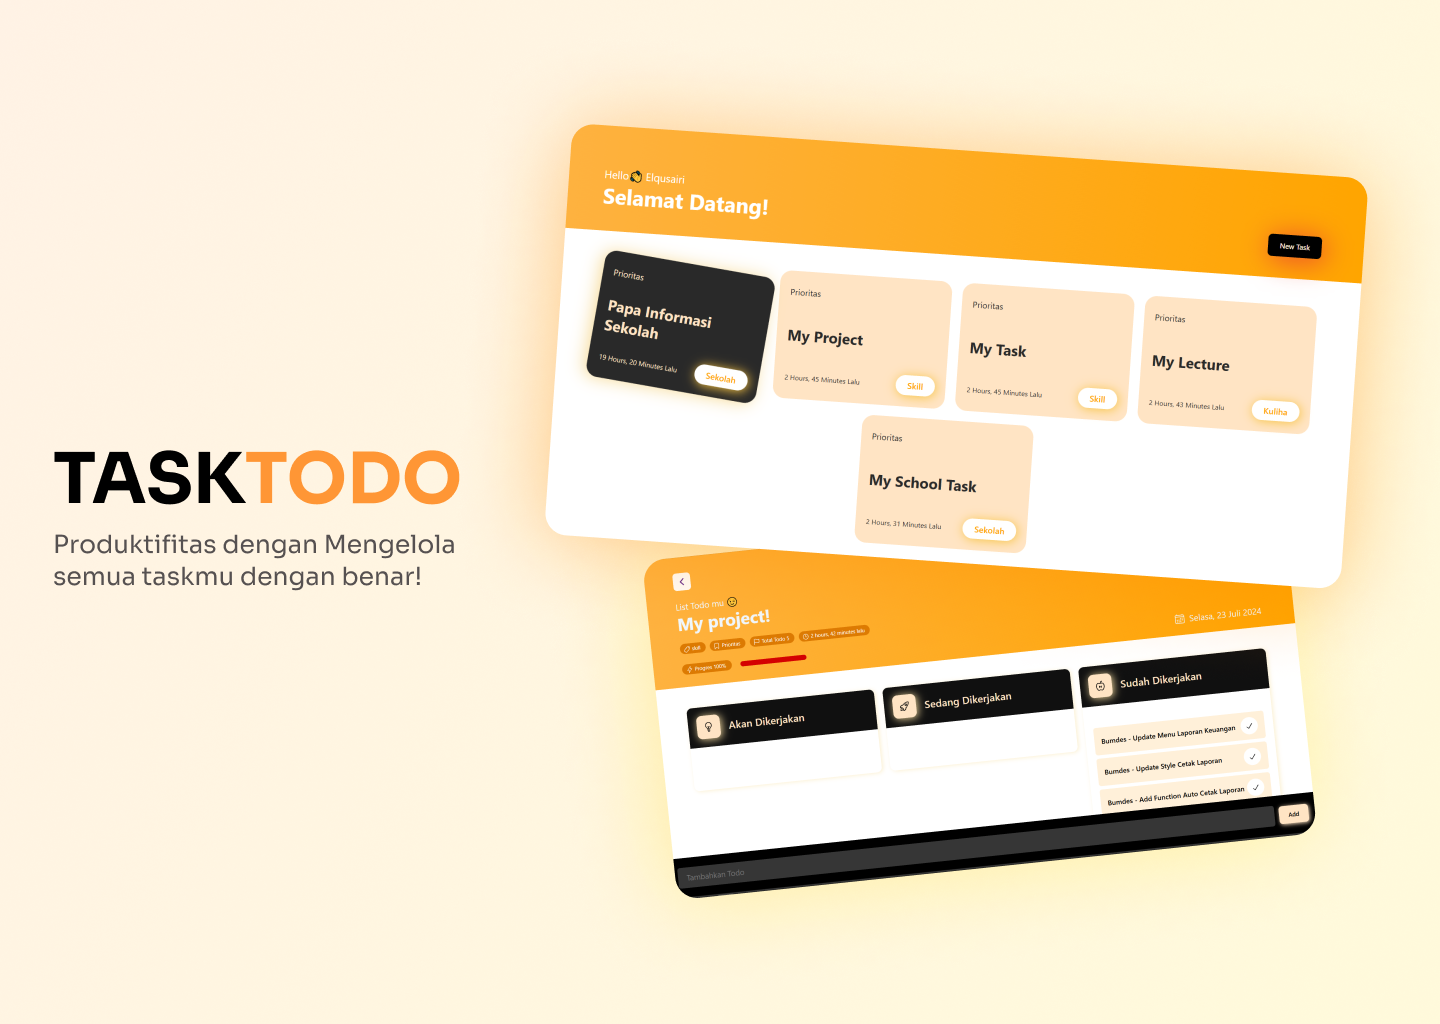 TASKTODO
Produktifitas dengan Mengelola
semua taskmu dengan benar!
Hello👏 Elqusairi
Selamat Datang!
New Task
Prioritas
Papa Informasi
Sekolah
19 Hours, 20 Minutes Lalu
Sekolah
Prioritas
My Project
2 Hours, 45 Minutes Lalu
Skill
Prioritas
My Task
2 Hours, 45 Minutes Lalu
Skill
Prioritas
My Lecture
2 Hours, 43 Minutes Lalu
Kuliha
Prioritas
My School Task
2 Hours, 31 Minutes Lalu
Sekolah
List Todo mu
My project!
skill
Prioritas
Total Todo 5
2 hours, 42 minutes lalu
Progres 100%
Selasa, 23 Juli 2024
Akan Dikerjakan
Sedang Dikerjakan
Sudah Dikerjakan
Bumdes - Update Menu Laporan Keuangan
Bumdes - Update Style Cetak Laporan
Bumdes - Add Function Auto Cetak Laporan
Tambahkan Todo
Add